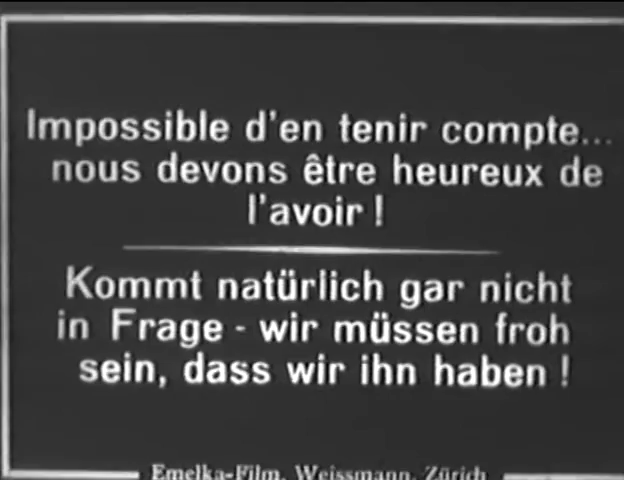 Impossible d'en tenir compte...
nous devons être heureux de
l'avoir !
Kommt natürlich gar nicht
in Frage - wir müssen froh
sein, dass wir ihn haben !
Emelka-Film, Weissmann, Zürich